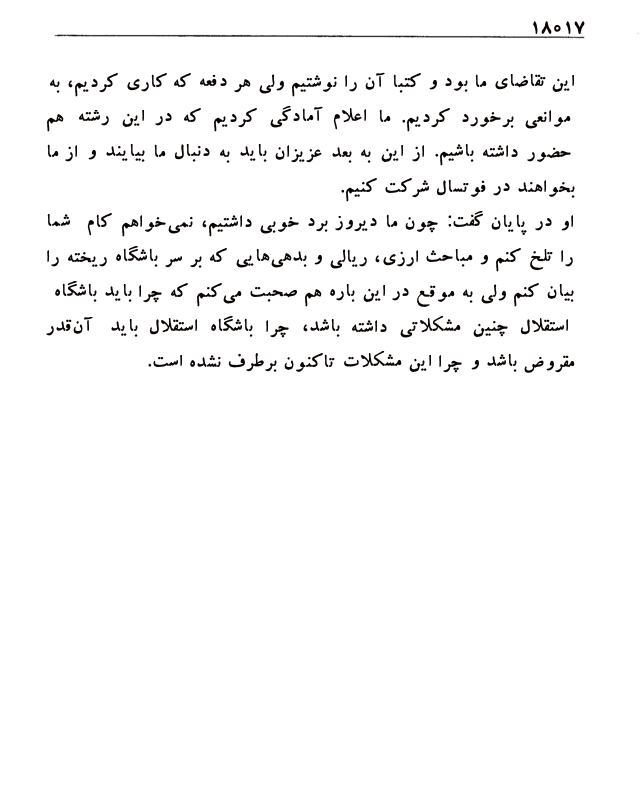 ۱۸۰۱۷
این تقاضای ما بود و کتبا آن را نوشتیم ولی هر دفعه که کاری کردیم، به
موانعی برخورد کردیم. ما اعلام آمادگی کردیم که در این رشته هم
حضور داشته باشیم. از این به بعد عزیزان باید به دنبال ما بیایند و از ما
بخواهند در فوتسال شرکت کنیم.
او در پایان گفت: چون ما دیروز برد خوبی داشتیم، نمی‌خواهم کام شما
را تلخ کنم و مباحث ارزی، ریالی و بدهی‌هایی که بر سر باشگاه ریخته را
بیان کنم ولی به موقع در این باره هم صحبت می‌کنم که چرا باید باشگاه
استقلال چنین مشکلاتی داشته باشد، چرا باشگاه استقلال باید آن‌قدر
مقروض باشد و چرا این مشکلات تاکنون برطرف نشده است.